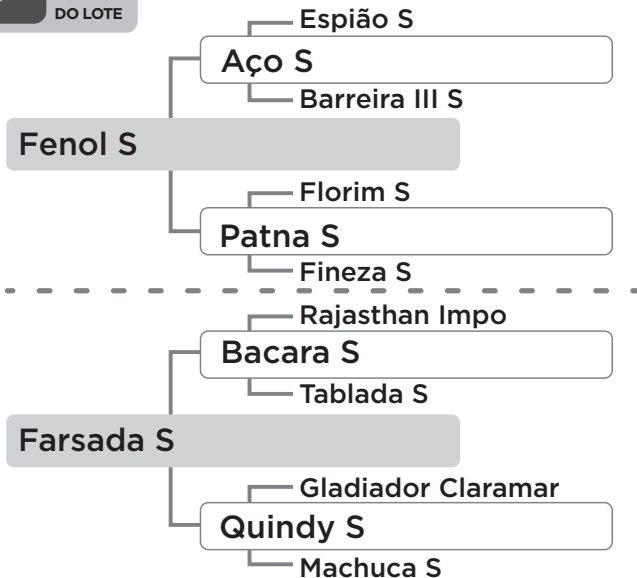 DO LOTE
Espião S
Aço S
Barreira III S
Fenol S
Florim S
Patna S
Fineza S
Rajasthan Impo
Bacara S
Tablada S
Farsada S
Gladiador Claramar
Quindy S
Machuca S